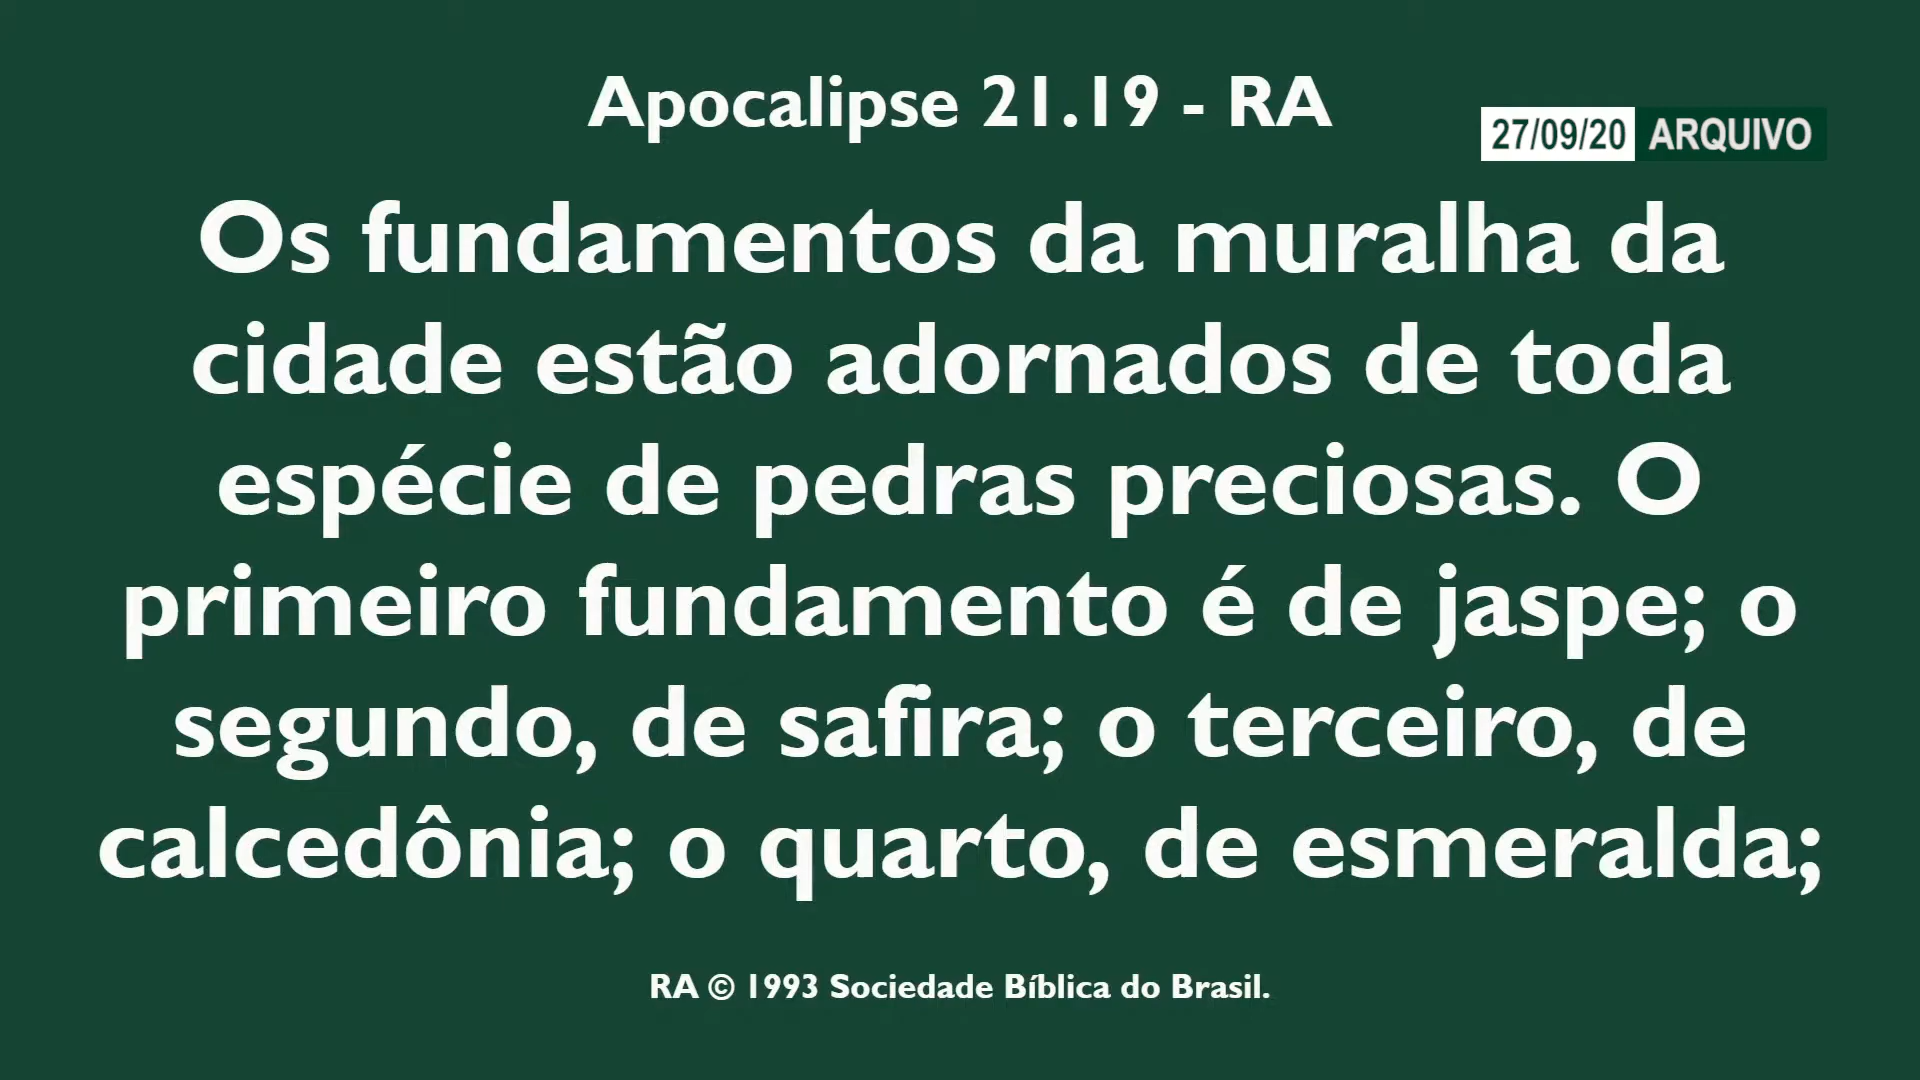 Apocalipse 21.19 - RA
27/09/20 ARQUIVO
Os fundamentos da muralha da
cidade estão adornados de toda
espécie de pedras preciosas. O
primeiro fundamento é de jaspe; o
segundo, de safira; o terceiro, de
calcedônia; o quarto, de esmeralda;
RA © 1993 Sociedade Bíblica do Brasil.